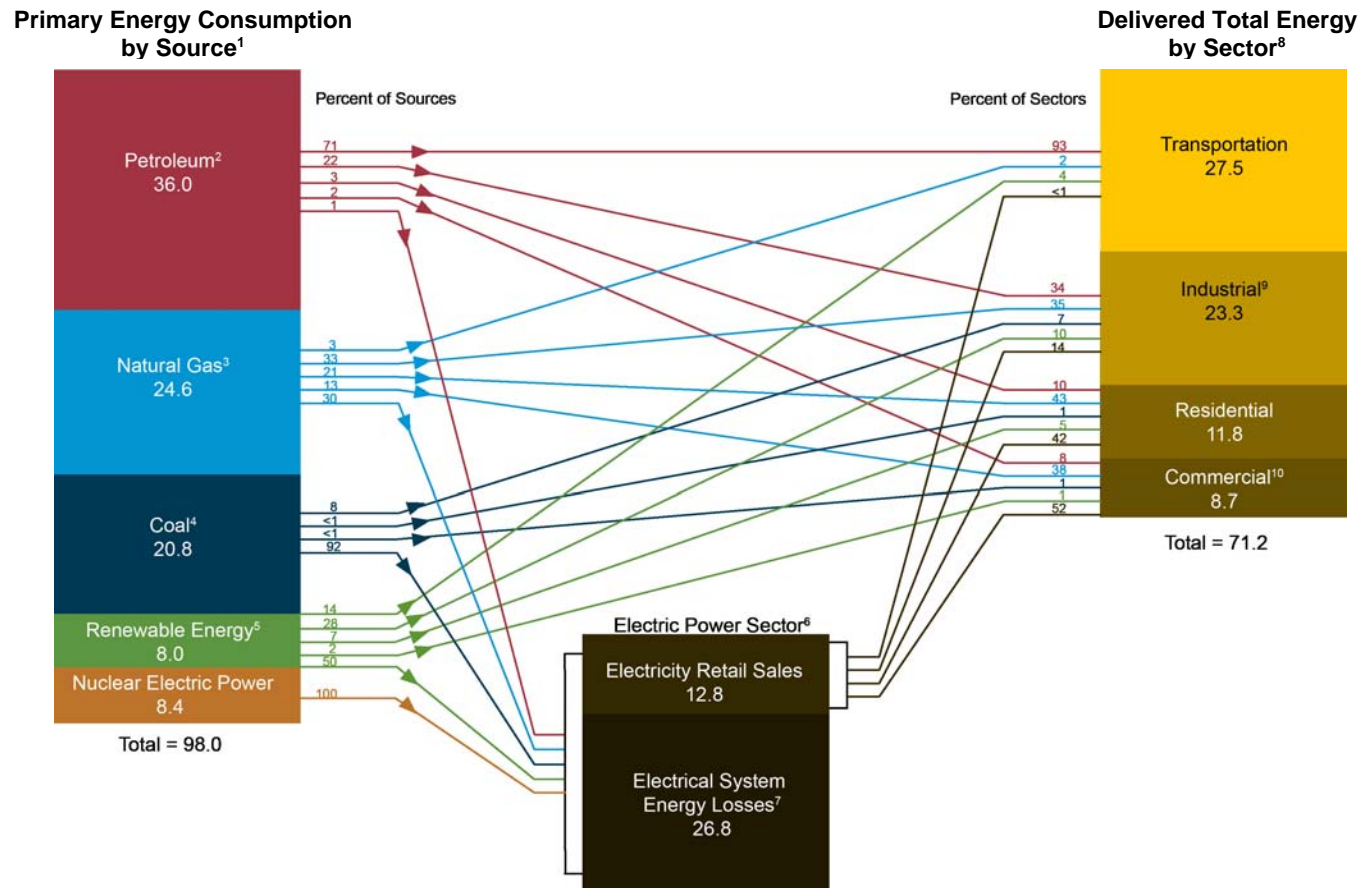 Primary Energy Consumption
by Source¹
Delivered Total Energy
by Sector⁸
Percent of Sources
Percent of Sectors
Petroleum²
36.0
71
22
3
2
1
Natural Gas³
24.6
3
33
21
13
30
Coal⁴
20.8
8
<1
<1
92
Renewable Energy⁵
8.0
14
28
7
2
50
Nuclear Electric Power
8.4
100
Total = 98.0
Electric Power Sector⁶
Electricity Retail Sales
12.8
Electrical System
Energy Losses⁷
26.8
93
2
4
<1
Transportation
27.5
34
35
7
10
14
Industrial⁹
23.3
10
43
1
5
42
Residential
11.8
8
38
1
1
52
Commercial¹⁰
8.7
Total = 71.2